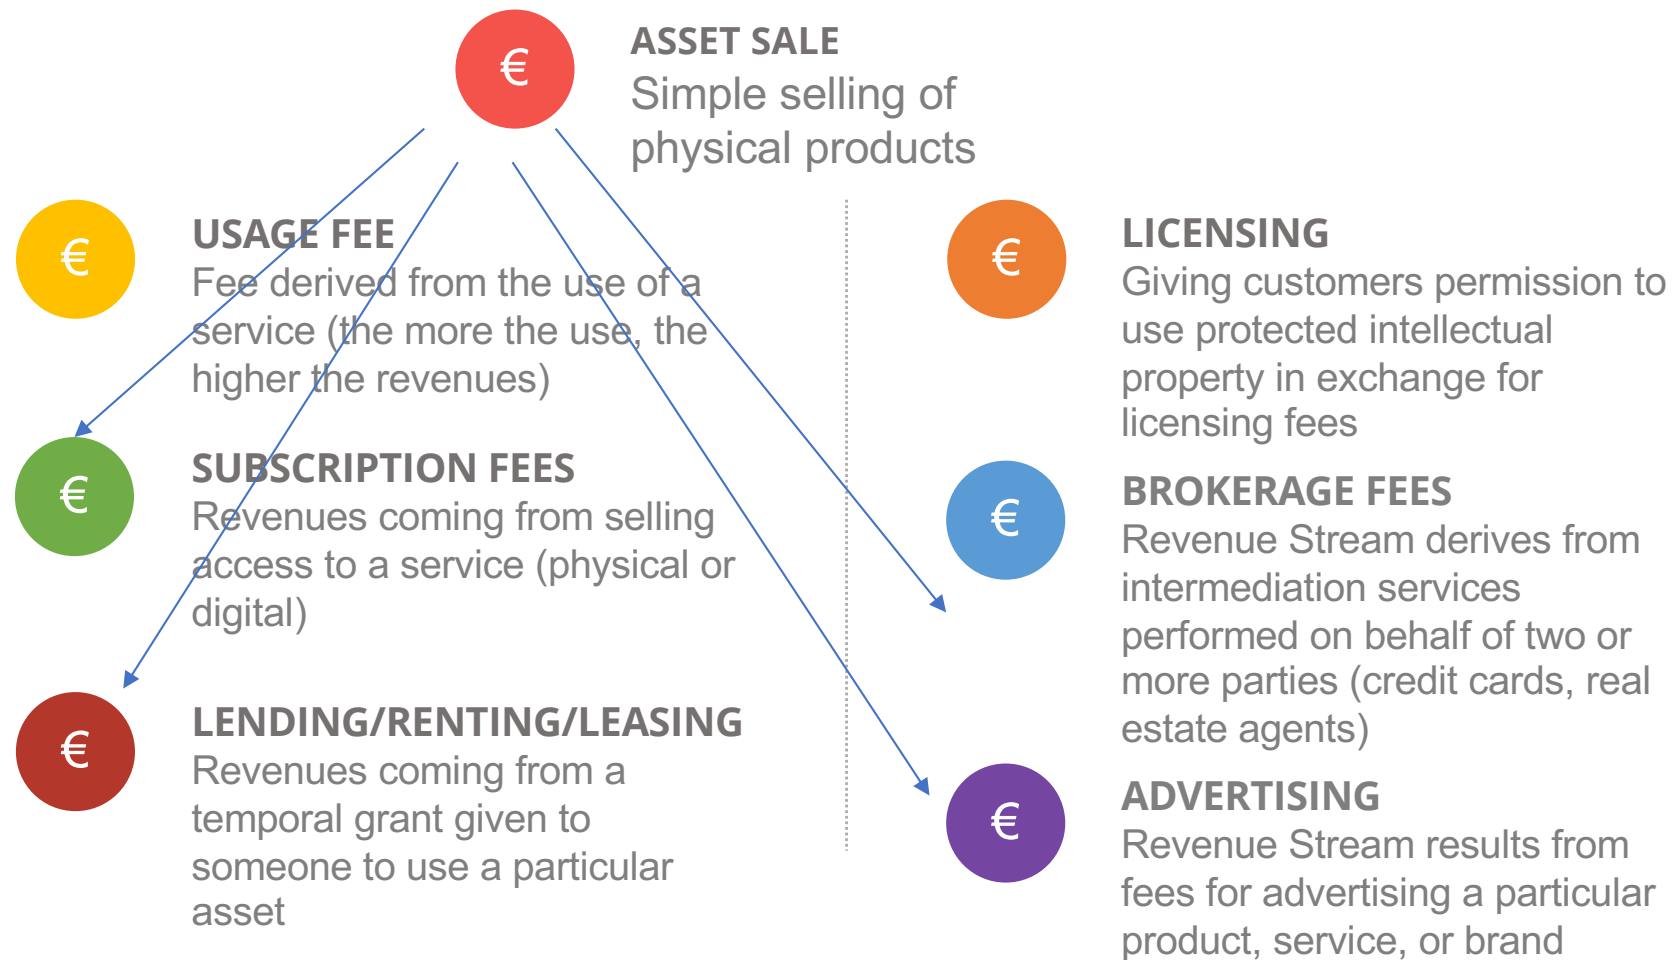 €
ASSET SALE
Simple selling of
physical products
€
USAGE FEE
Fee derived from the use of a
service (the more the use, the
higher the revenues)
€
SUBSCRIPTION FEES
Revenues coming from selling
access to a service (physical or
digital)
€
LENDING/RENTING/LEASING
Revenues coming from a
temporal grant given to
someone to use a particular
asset
€
LICENSING
Giving customers permission to
use protected intellectual
property in exchange for
licensing fees
€
BROKERAGE FEES
Revenue Stream derives from
intermediation services
performed on behalf of two or
more parties (credit cards, real
estate agents)
€
ADVERTISING
Revenue Stream results from
fees for advertising a particular
product, service, or brand